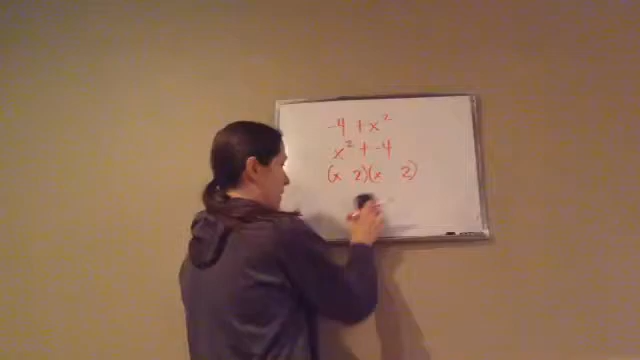 -4 + x²
x² + -4
(x 2)(x 2)